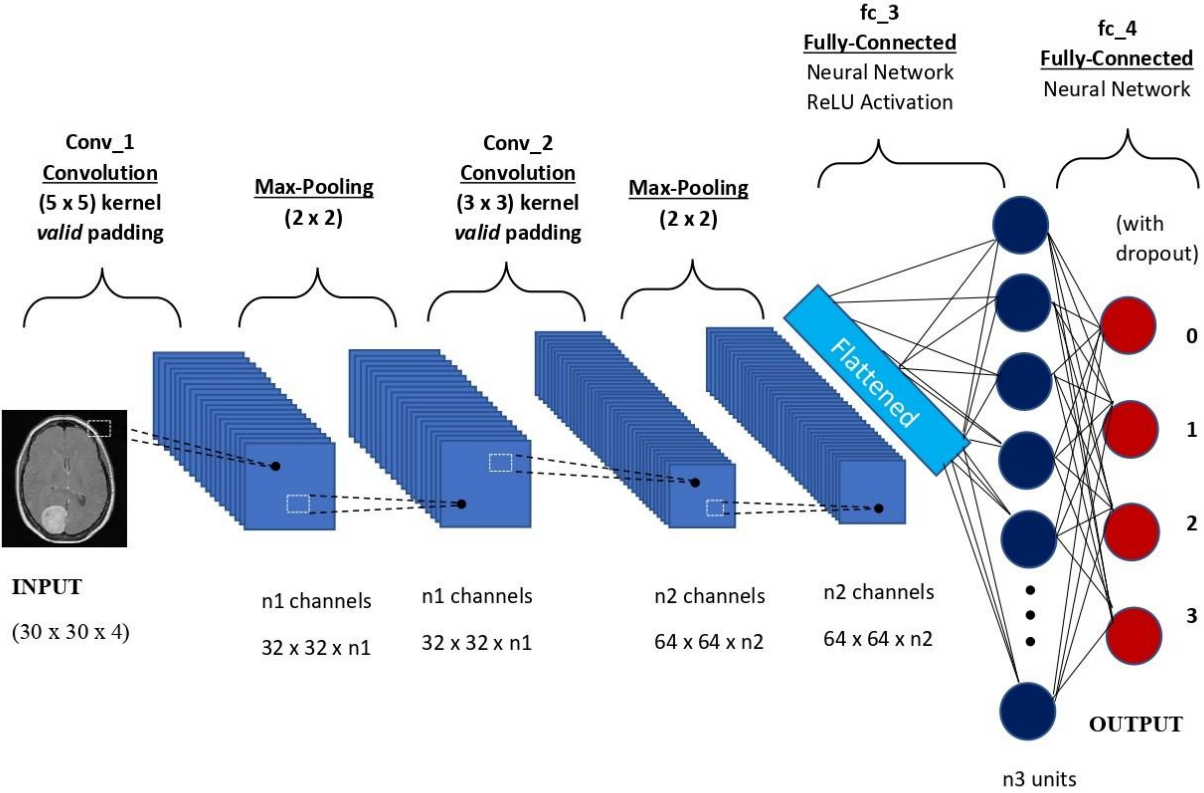 Conv_1
Convolution
(5 x 5) kernel
valid padding
Max-Pooling
(2 x 2)
Conv_2
Convolution
(3 x 3) kernel
valid padding
Max-Pooling
(2 x 2)
fc_3
Fully-Connected
Neural Network
ReLU Activation
fc_4
Fully-Connected
Neural Network
(with
dropout)
Flattened
0
1
2
3
INPUT
(30 x 30 x 4)
n1 channels
32 x 32 x n1
n1 channels
32 x 32 x n1
n2 channels
64 x 64 x n2
n2 channels
64 x 64 x n2
OUTPUT
n3 units